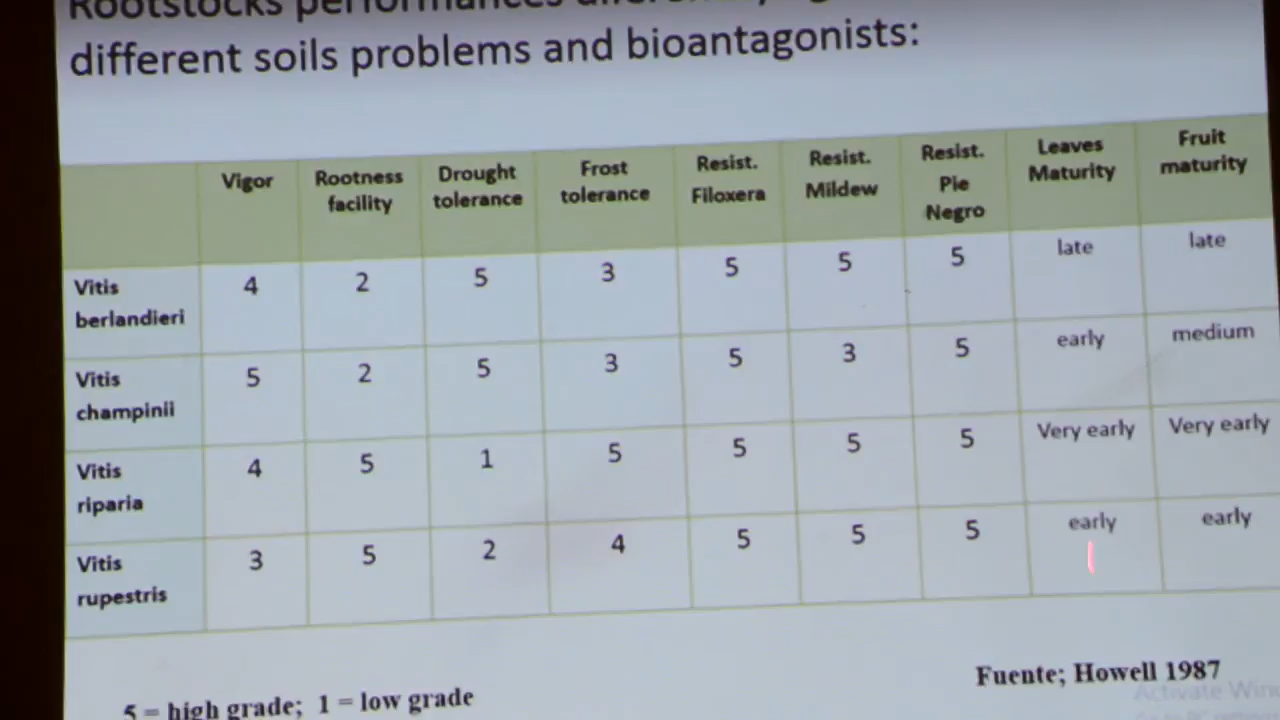 Rootstocks performances
different soils problems and bioantagonists:
Vigor Rootness facility Drought tolerance Frost tolerance Resist. Filoxera Resist. Mildew Resist. Pie Negro Leaves Maturity Fruit maturity
Vitis berlandieri 4 2 5 3 5 5 5 late late
Vitis champinii 5 2 5 3 5 3 5 early medium
Vitis riparia 4 5 1 5 5 5 5 Very early Very early
Vitis rupestris 3 5 2 4 5 5 5 early early
Fuente; Howell 1987
5 = high grade; 1 = low grade